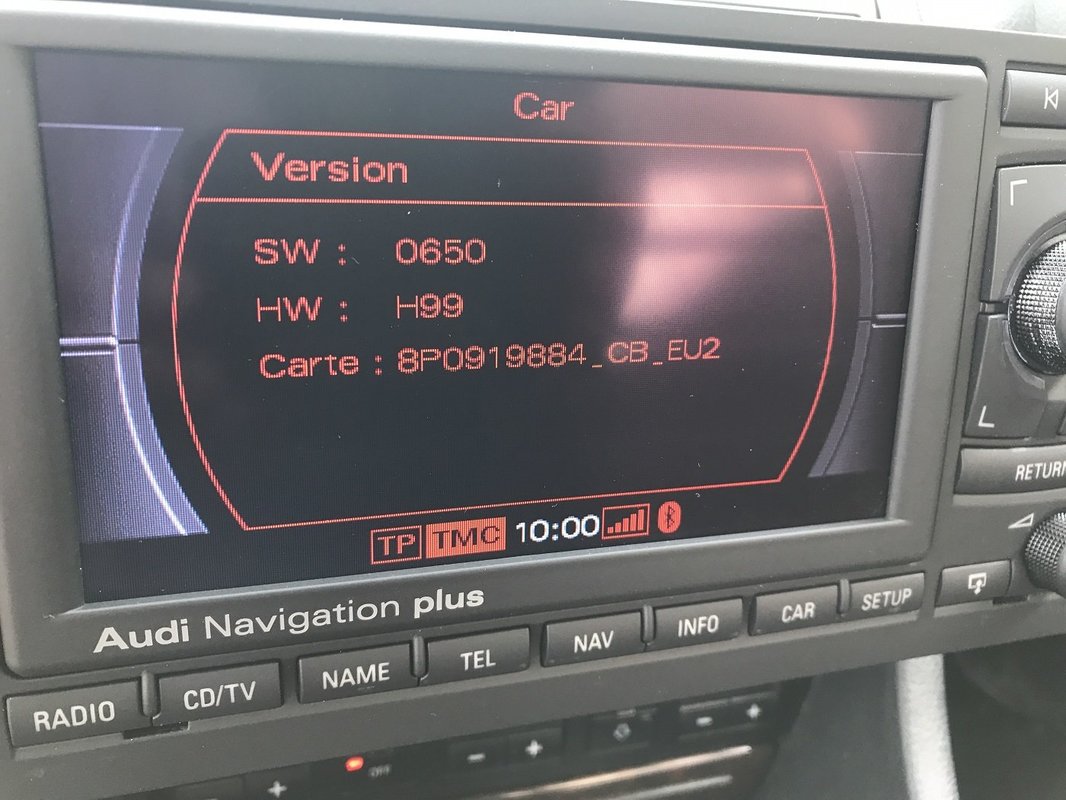 Car
Version
SW : 0650
HW : H99
Carte : 8P0919884_CB_EU2
TP TMC 10:00
Audi Navigation plus
RADIO CD/TV NAME TEL NAV INFO CAR SETUP
RETURN
OFF